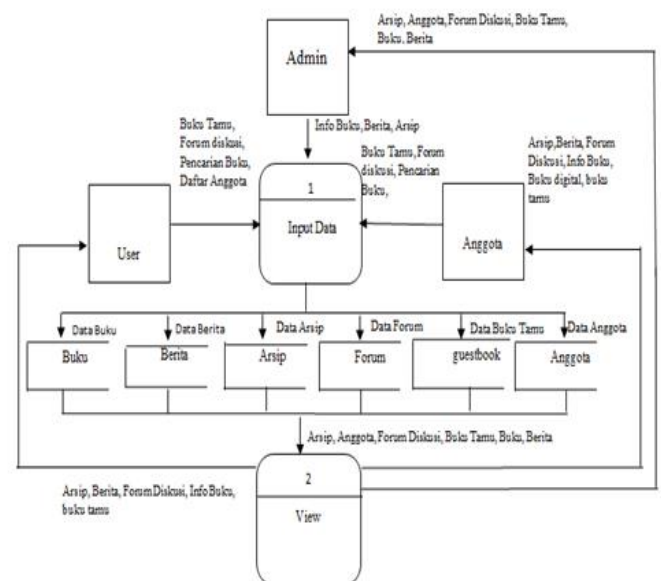 Arsip, Anggota, Forum Diskusi, Buku Tamu,
Buku, Berita
Admin
Info Buku, Berita, Arsip
Buku Tamu,
Forum diskusi,
Pencarian Buku,
Daftar Anggota
Buku Tamu, Forum
diskusi, Pencarian
Buku,
Arsip,Berita, Forum
Diskusi, Info Buku,
Buku digital, buku
tamu
1
Input Data
User
Anggota
Data Buku
Data Berita
Data Arsip
Data Forum
Data Buku Tamu
Data Anggota
Buku
Berita
Arsip
Forum
guestbook
Anggota
Arsip, Anggota, Forum Diskusi, Buku Tamu, Buku, Berita
2
View
Arsip, Berita, Forum Diskusi, Info Buku,
buku tamu